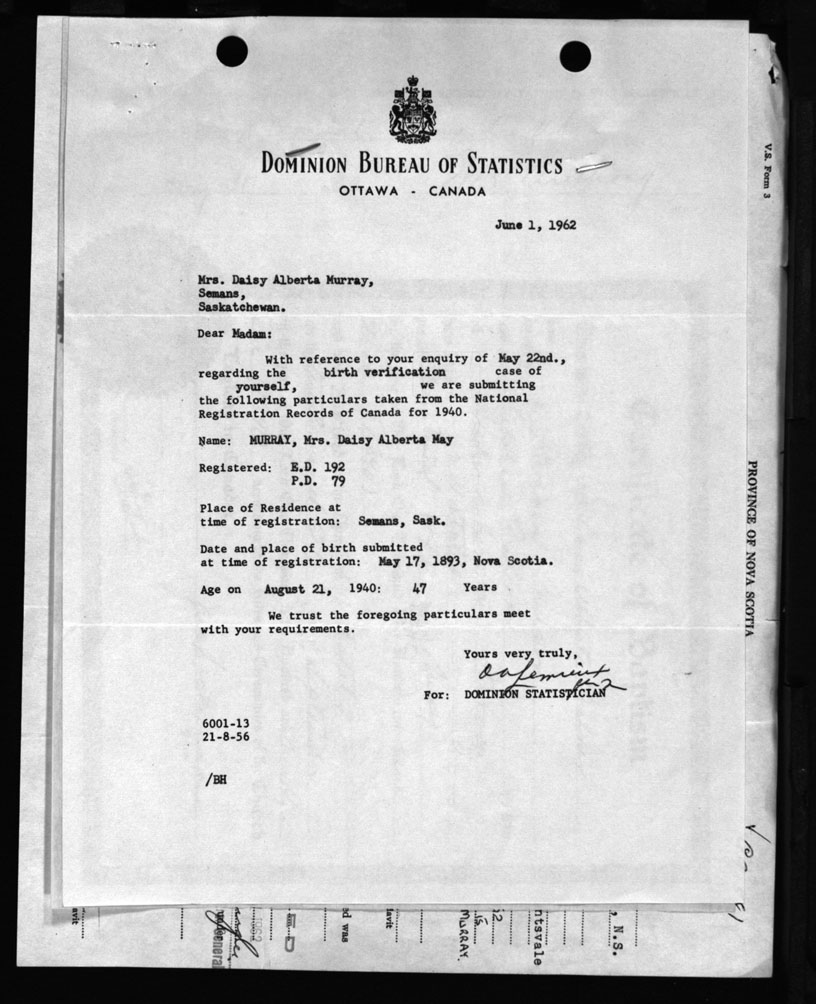 DOMINION BUREAU OF STATISTICS
OTTAWA - CANADA
June 1, 1962
Mrs. Daisy Alberta Murray,
Semans,
Saskatchewan.
Dear Madam:
With reference to your enquiry of May 22nd.,
regarding the birth verification case of
yourself, we are submitting
the following particulars taken from the National
Registration Records of Canada for 1940.
Name: MURRAY, Mrs. Daisy Alberta May
Registered: E.D. 192
P.D. 79
Place of Residence at
time of registration: Semans, Sask.
Date and place of birth submitted
at time of registration: May 17, 1893, Nova Scotia.
Age on August 21, 1940: 47 Years
We trust the foregoing particulars meet
with your requirements.
Yours very truly,
For: DOMINION STATISTICIAN
6001-13
21-8-56
/BH
V.S. Form 3
PROVINCE OF NOVA SCOTIA
, N.S.
ntsvale
MURRAY.
ed was